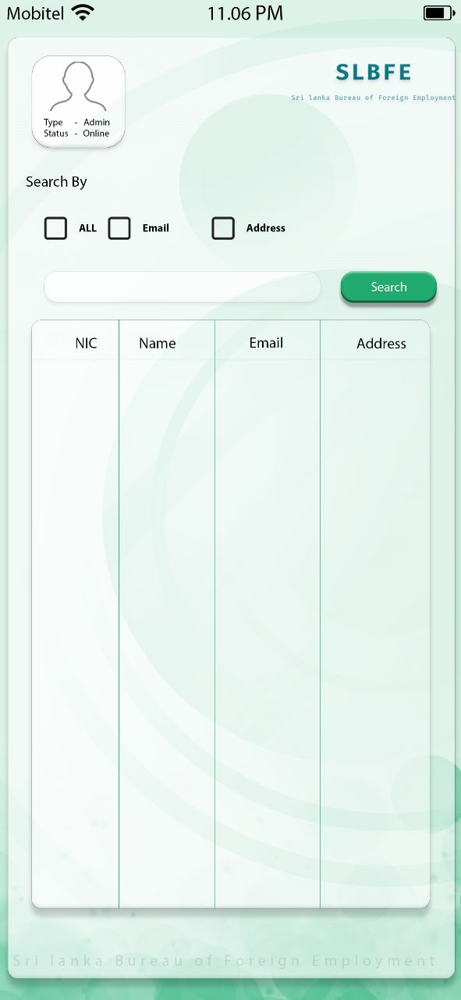 Mobitel 11.06 PM
SLBFE
Sri lanka Bureau of Foreign Employment
Type - Admin
Status - Online
Search By
ALL Email Address
Search
NIC Name Email Address
Sri lanka Bureau of Foreign Employment